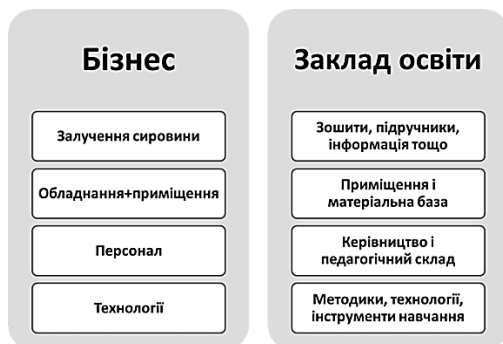 Бізнес
Залучення сировини
Обладнання+приміщення
Персонал
Технології
Заклад освіти
Зошити, підручники,
інформація тощо
Приміщення і
матеріальна база
Керівництво і
педагогічний склад
Методики, технології,
інструменти навчання